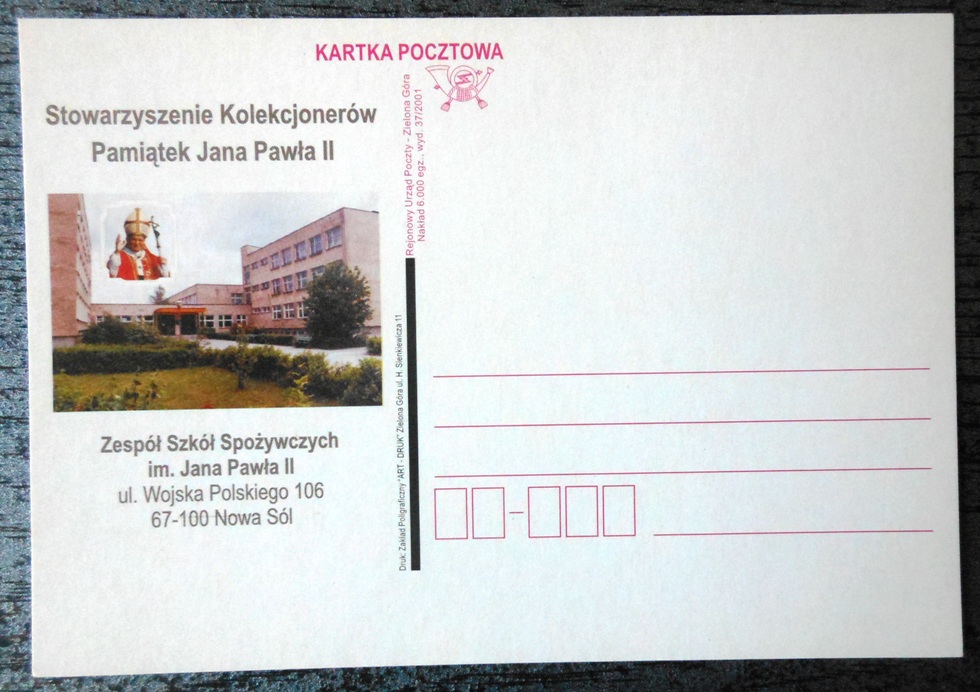 KARTKA POCZTOWA
Stowarzyszenie Kolekcjonerów
Pamiątek Jana Pawła II
Zespół Szkół Spożywczych
im. Jana Pawła II
ul. Wojska Polskiego 106
67-100 Nowa Sól
Rejonowy Urząd Poczty - Zielona Góra
Nakład 6.000 egz., wyd. 37/2001
Druk: Zakład Poligraficzny "ART - DRUK" Zielona Góra ul. H. Sienkiewicza 11